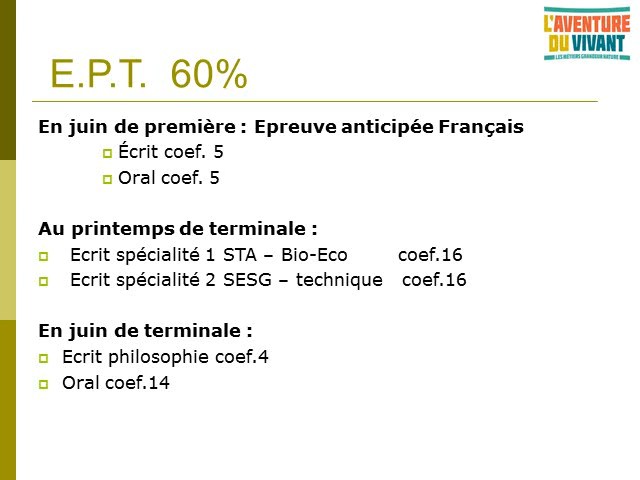 L'AVENTURE
DU VIVANT
LES MÉTIERS GRANDEUR NATURE
E.P.T. 60%
En juin de première : Epreuve anticipée Français
Écrit coef. 5
Oral coef. 5
Au printemps de terminale :
Ecrit spécialité 1 STA – Bio-Eco coef.16
Ecrit spécialité 2 SESG – technique coef.16
En juin de terminale :
Ecrit philosophie coef.4
Oral coef.14